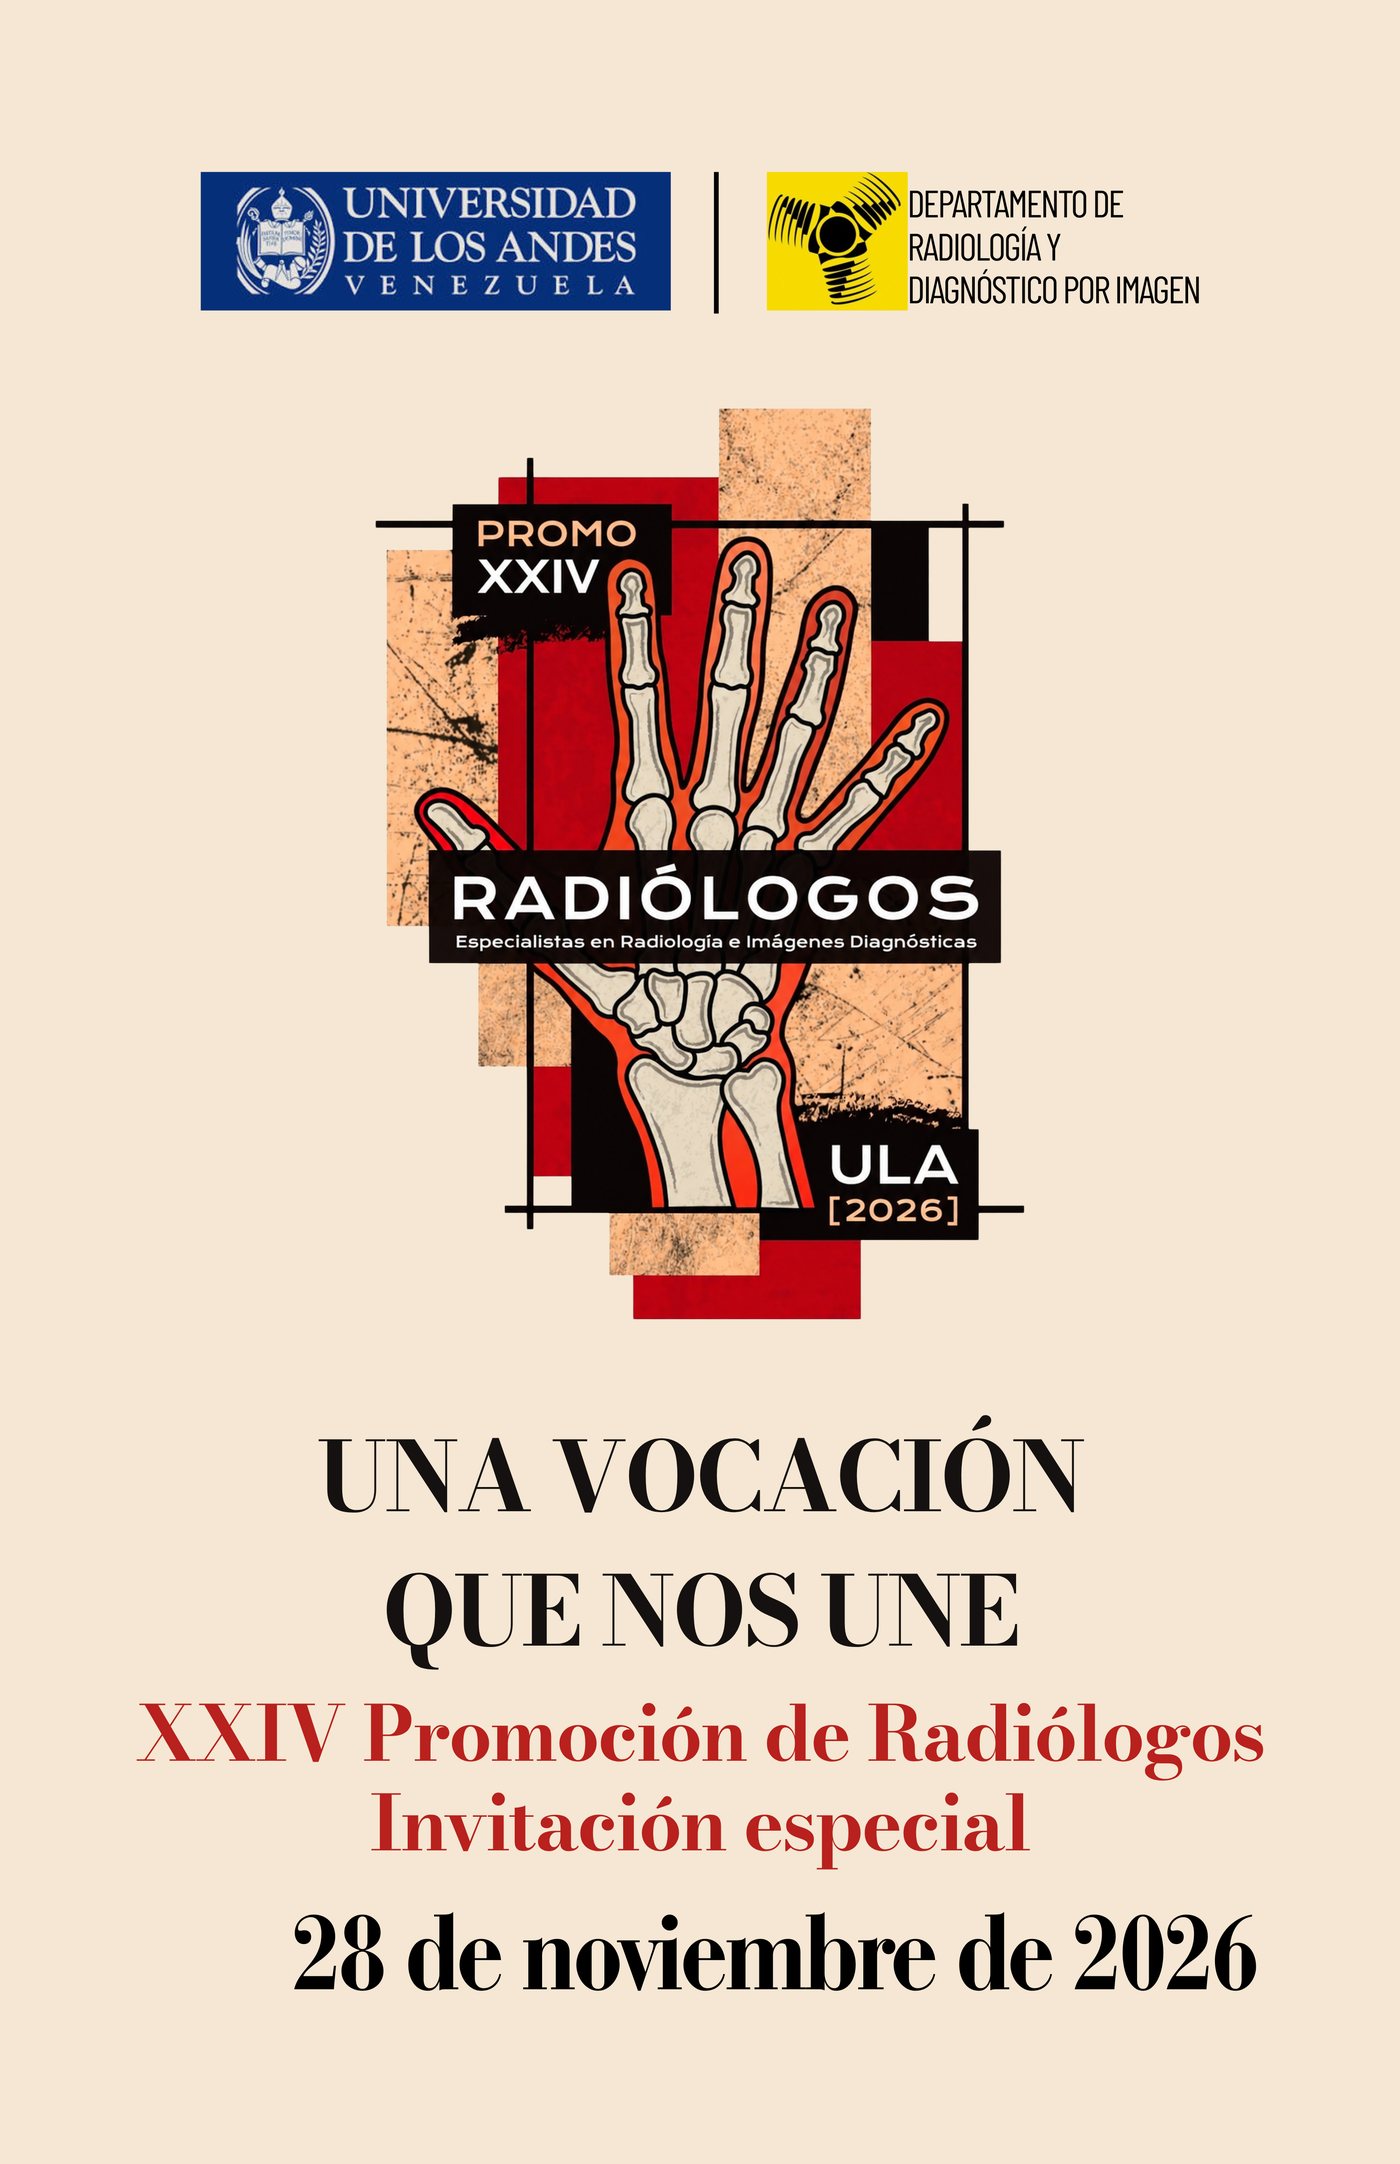 UNIVERSIDAD
DE LOS ANDES
VENEZUELA
DEPARTAMENTO DE
RADIOLOGÍA Y
DIAGNÓSTICO POR IMAGEN
PROMO
XXIV
RADIÓLOGOS
Especialistas en Radiología e Imágenes Diagnósticas
ULA
[2026]
UNA VOCACIÓN
QUE NOS UNE
XXIV Promoción de Radiólogos
Invitación especial
28 de noviembre de 2026